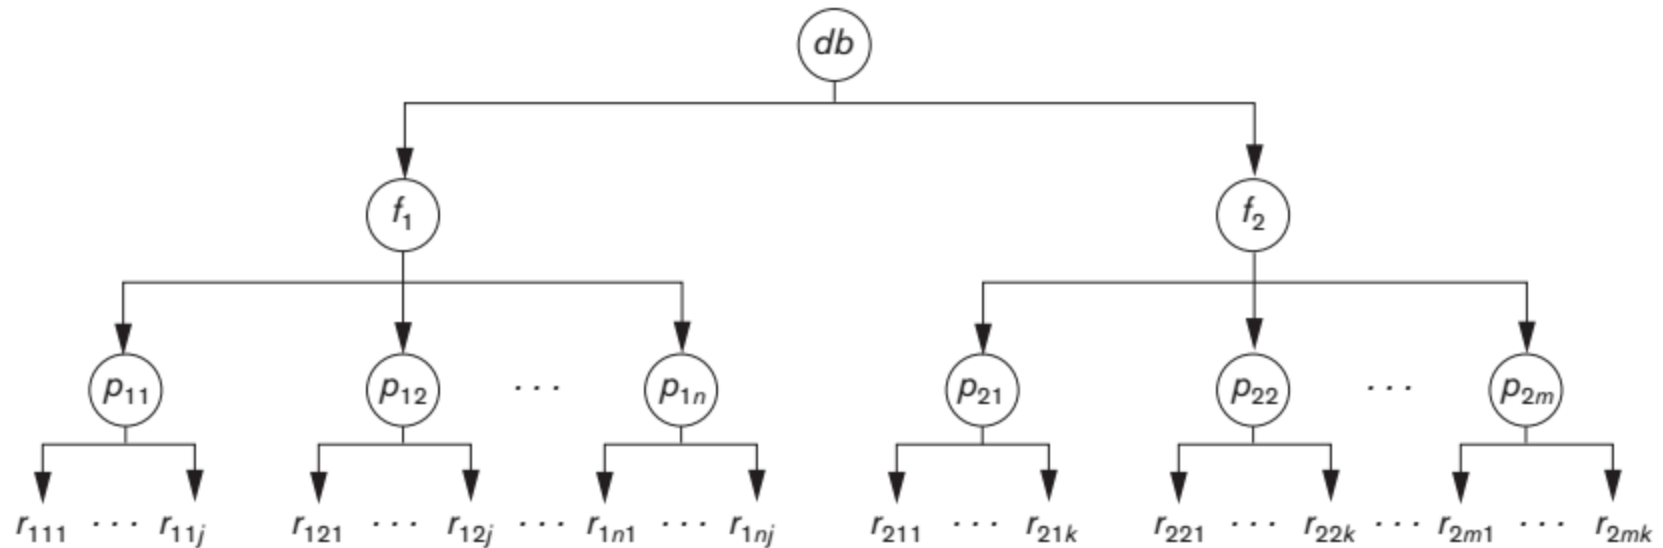 db
f₁ f₂
p₁₁ p₁₂ ··· p₁ₙ p₂₁ p₂₂ ··· p₂ₘ
r₁₁₁ ··· r₁₁ⱼ r₁₂₁ ··· r₁₂ⱼ ··· r₁ₙ₁ ··· r₁ₙⱼ r₂₁₁ ··· r₂₁ₖ r₂₂₁ ··· r₂₂ₖ ··· r₂ₘ₁ ··· r₂ₘₖ